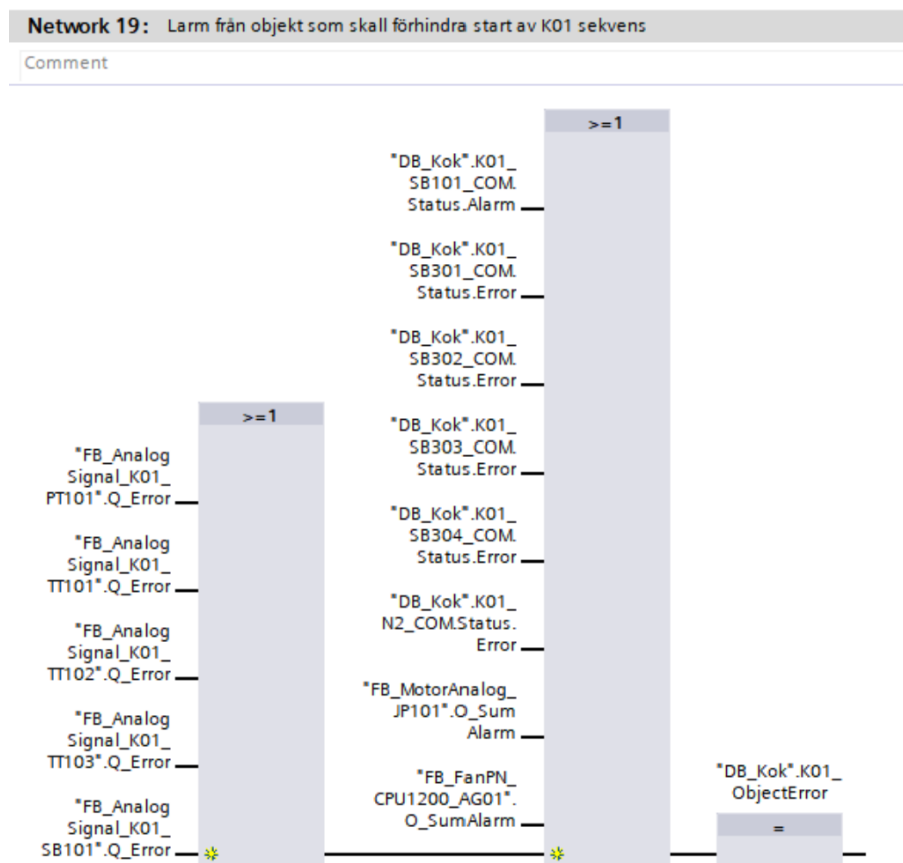 Network 19: Larm från objekt som skall förhindra start av K01 sekvens
Comment
>=1
"DB_Kok".K01_
SB101_COM.
Status.Alarm
"DB_Kok".K01_
SB301_COM.
Status.Error
"DB_Kok".K01_
SB302_COM.
Status.Error
"DB_Kok".K01_
SB303_COM.
Status.Error
"DB_Kok".K01_
SB304_COM.
Status.Error
"DB_Kok".K01_
N2_COM.Status.
Error
"FB_MotorAnalog_
JP101".O_Sum
Alarm
"FB_FanPN_
CPU1200_AG01".
O_SumAlarm
>=1
"FB_Analog
Signal_K01_
PT101".Q_Error
"FB_Analog
Signal_K01_
TT101".Q_Error
"FB_Analog
Signal_K01_
TT102".Q_Error
"FB_Analog
Signal_K01_
TT103".Q_Error
"FB_Analog
Signal_K01_
SB101".Q_Error
"DB_Kok".K01_
ObjectError
=